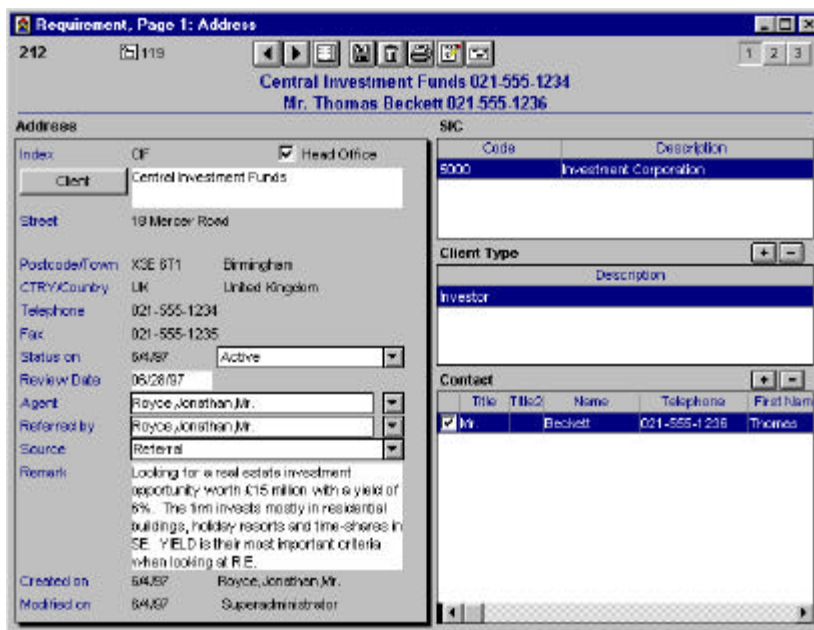 Requirement, Page 1: Address
212 119 1 2 3
Central Investment Funds 021-555-1234
Mr. Thomas Beckett 021-555-1236
Address
Index CIF Head Office
Client Central Investment Funds
Street 19 Mercer Road
Postcode/Town X3E 6T1 Birmingham
CTRY/Country UK United Kingdom
Telephone 021-555-1234
Fax 021-555-1235
Status on 6/4/97 Active
Review Date 06/28/97
Agent Royce,Jonathan,Mr.
Referred by Royce,Jonathan,Mr.
Source Referral
Remark Looking for a real estate investment
opportunity worth £15 million with a yield of
6%. The firm invests mostly in residential
buildings, holiday resorts and time-shares in
SE. YIELD is their most important criteria
when looking at R.E.
Created on 6/4/97 Royce,Jonathan,Mr.
Modified on 6/4/97 Superadministrator
SIC
Code Description
5000 Investment Corporation
Client Type + -
Description
Investor
Contact + -
Title Title2 Name Telephone First Nam
Mr. Beckett 021-555-1236 Thomas